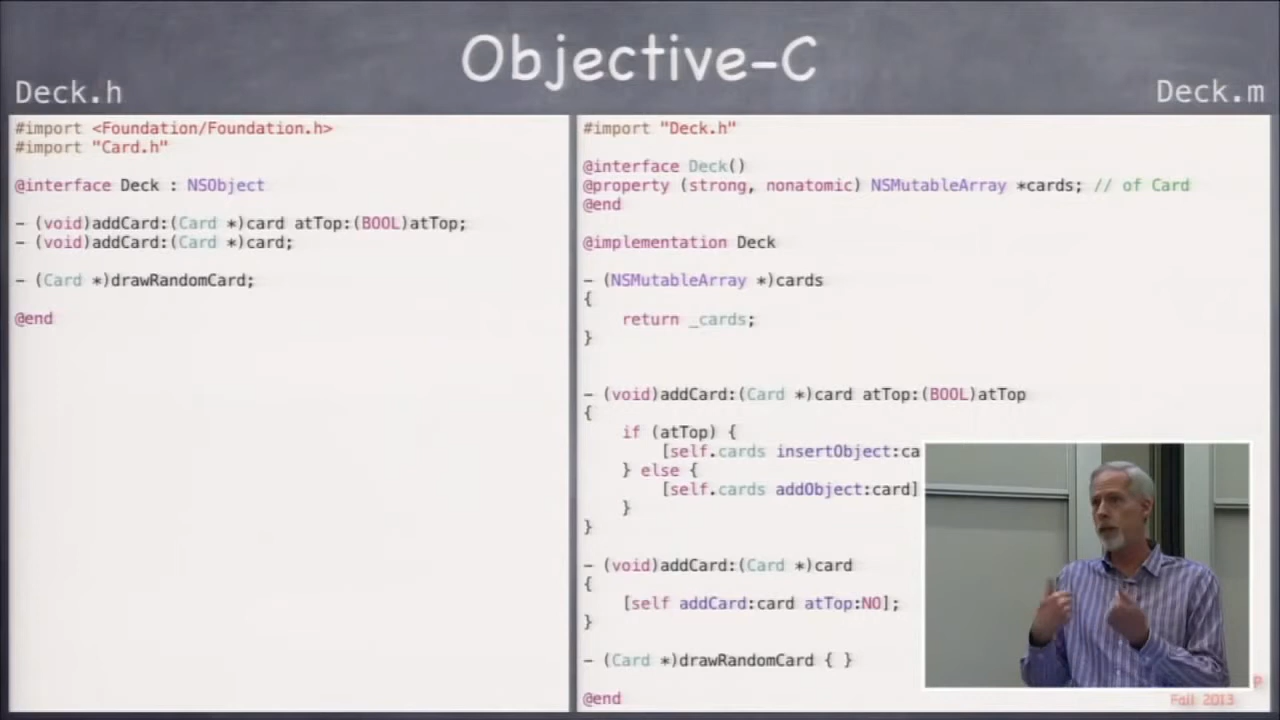 Objective-C
Deck.h
#import <Foundation/Foundation.h>
#import "Card.h"
@interface Deck : NSObject
- (void)addCard:(Card *)card atTop:(BOOL)atTop;
- (void)addCard:(Card *)card;
- (Card *)drawRandomCard;
@end
Deck.m
#import "Deck.h"
@interface Deck()
@property (strong, nonatomic) NSMutableArray *cards; // of Card
@end
@implementation Deck
- (NSMutableArray *)cards
{
return _cards;
}
- (void)addCard:(Card *)card atTop:(BOOL)atTop
{
if (atTop) {
[self.cards insertObject:ca
} else {
[self.cards addObject:card]
}
}
- (void)addCard:(Card *)card
{
[self addCard:card atTop:NO];
}
- (Card *)drawRandomCard { }
@end
Fall 2013